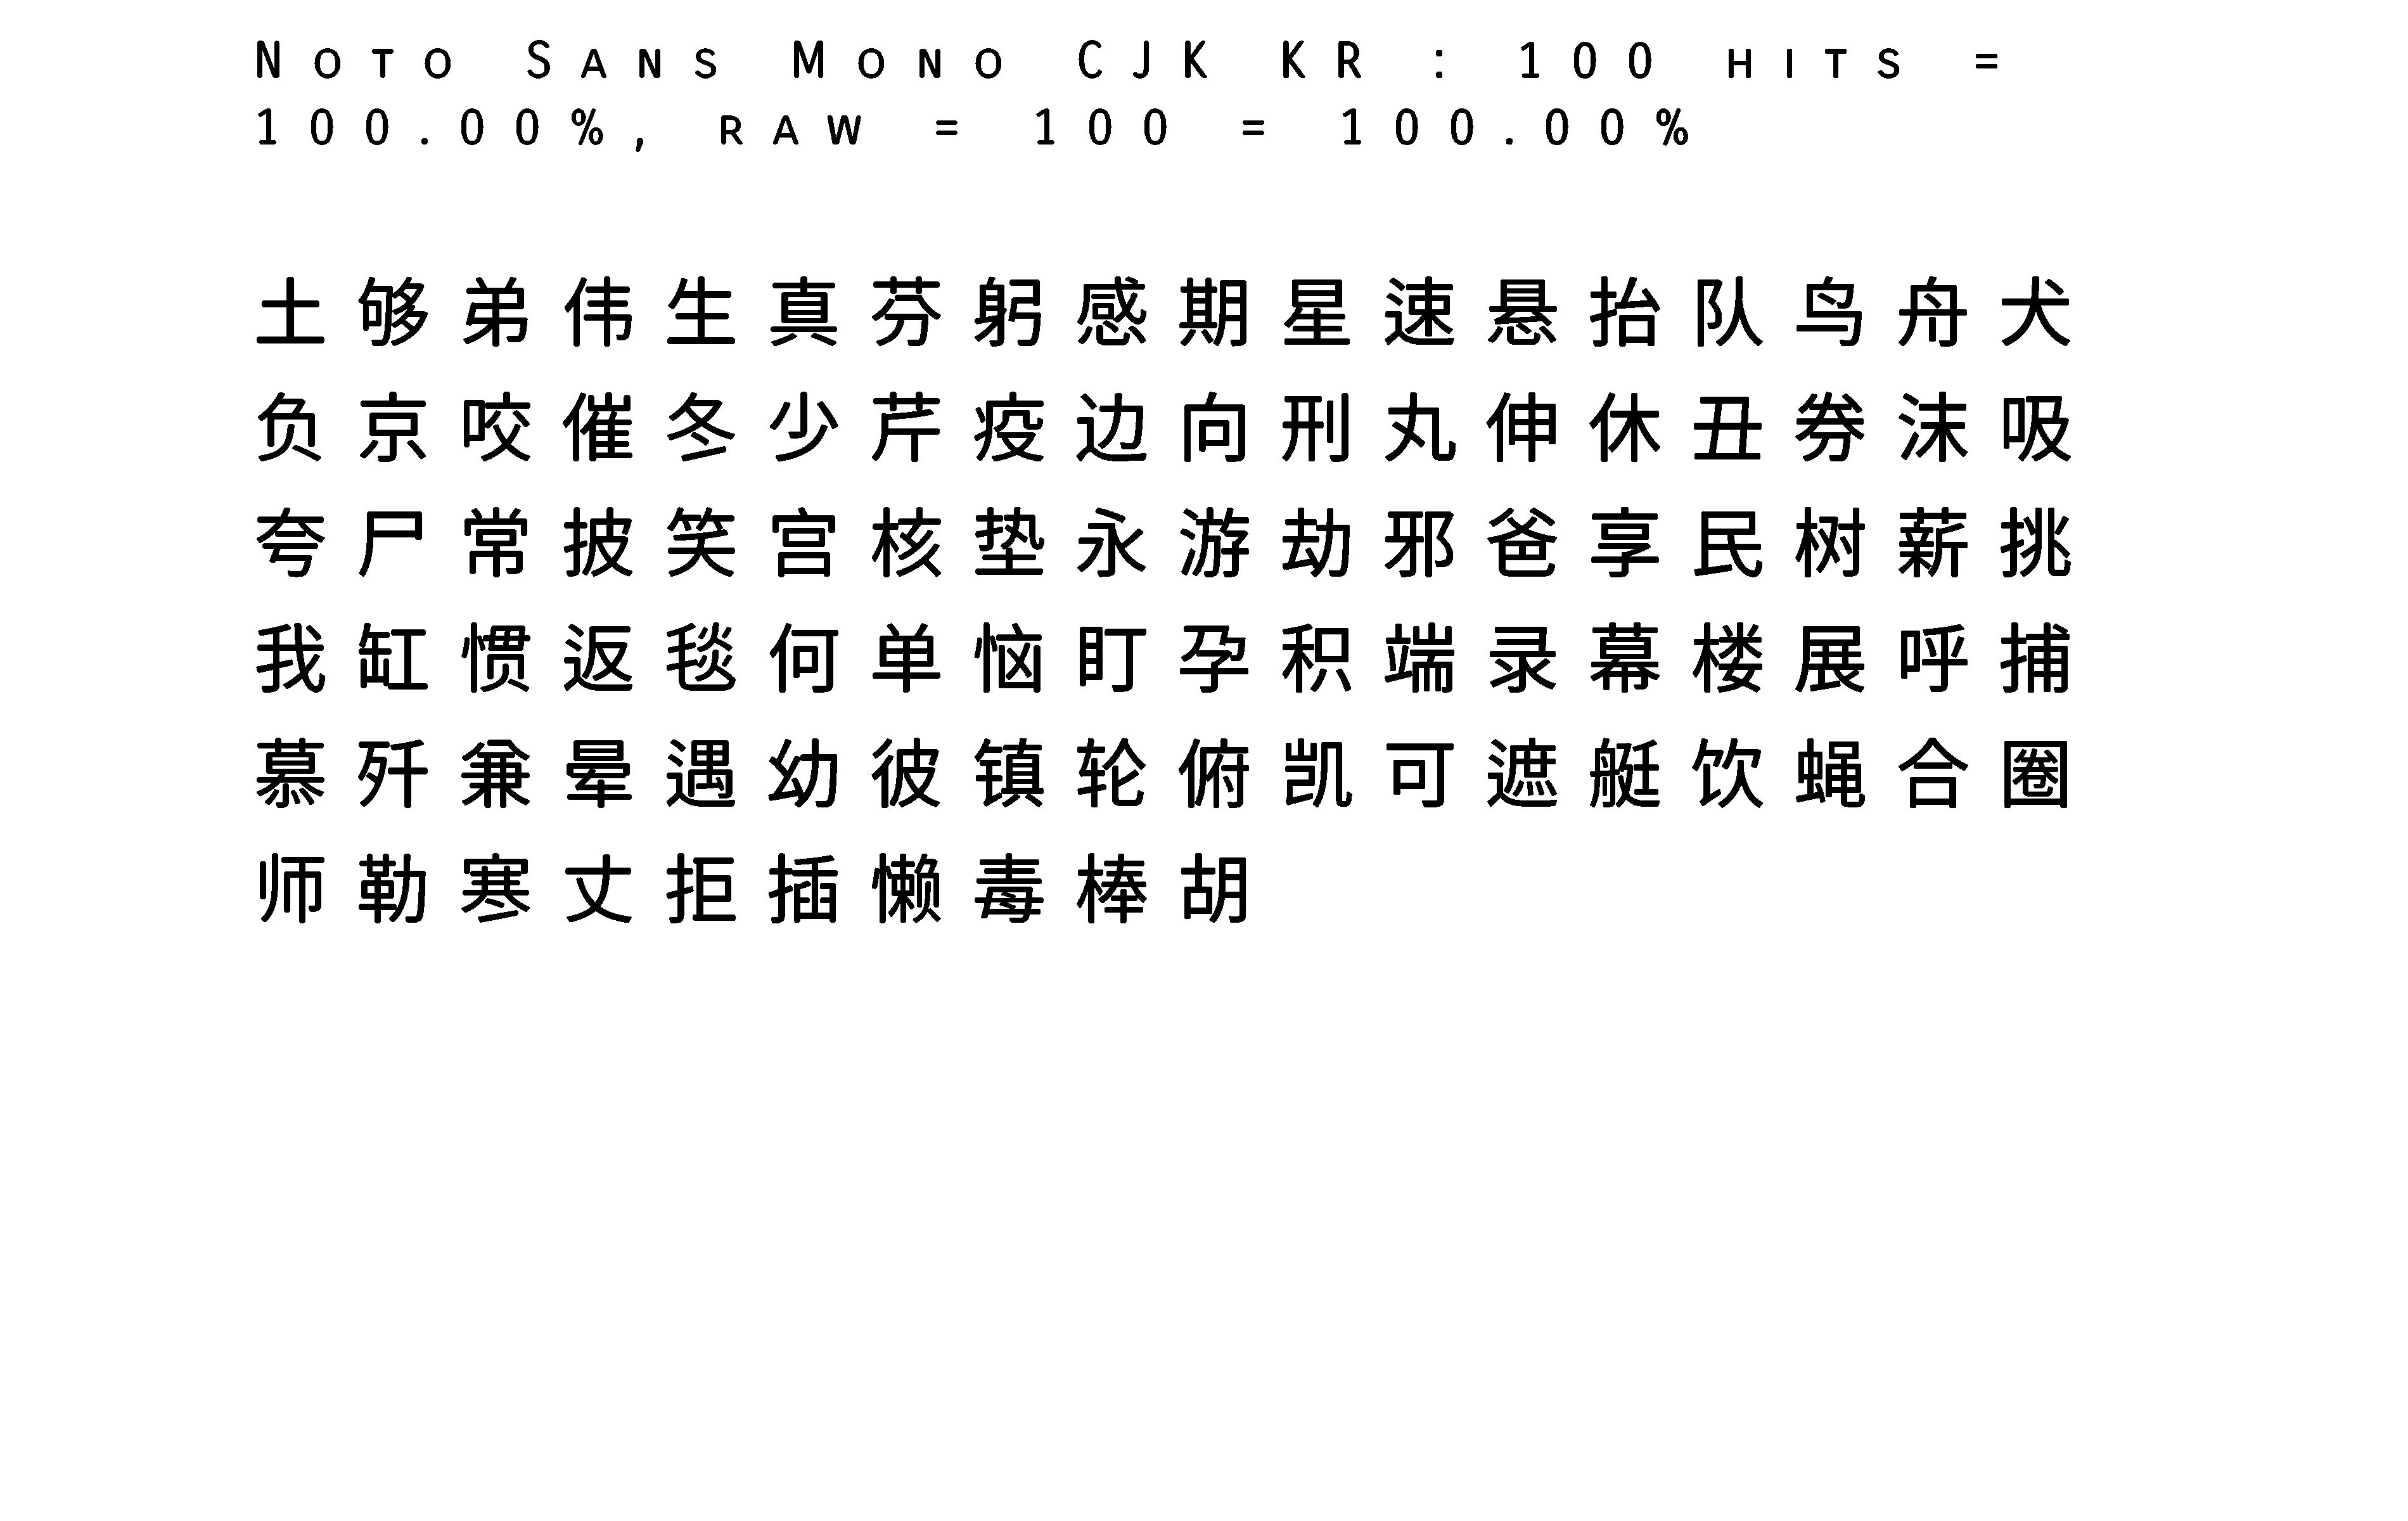 Noto Sans Mono CJK KR : 100 hits =
100.00%, raw = 100 = 100.00%
土够弟伟生真芬躬感期星速悬抬队鸟舟犬
负京咬催冬少芹疫边向刑丸伸休丑券沫吸
夸尸常披笑宫核垫永游劫邪爸享民树薪挑
我缸惯返毯何单恼盯孕积端录幕楼展呼捕
慕歼兼晕遇幼彼镇轮俯凯可遮艇饮蝇合圈
师勒寒丈拒插懒毒棒胡